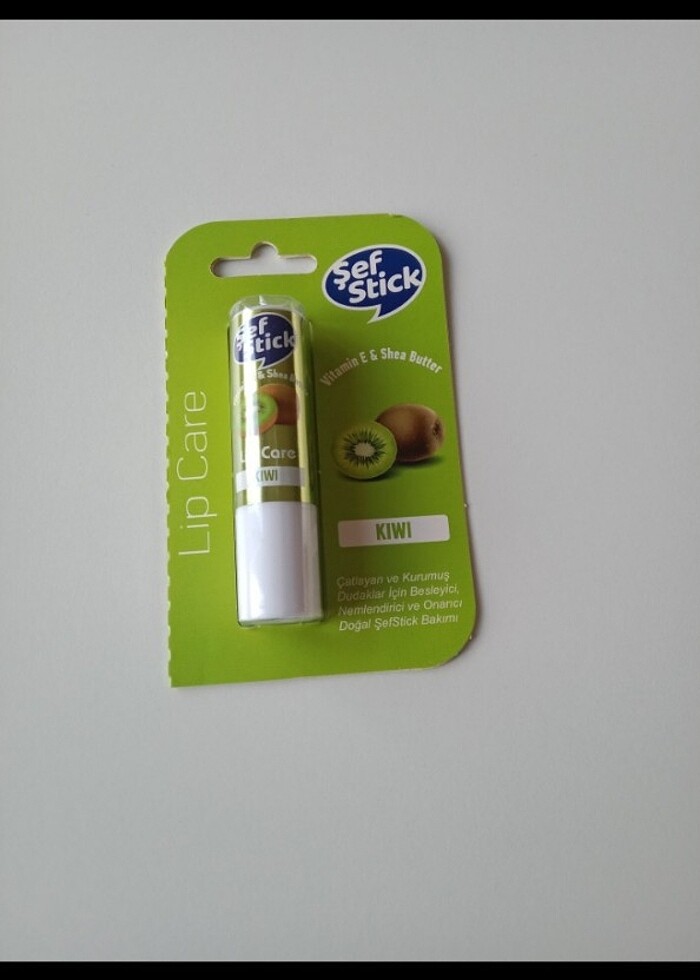 Şef
Stick
Vitamin E & Shea Butter
Lip Care
KIWI
Çatlayan ve Kurumuş
Dudaklar İçin Besleyici,
Nemlendirici ve Onarıcı
Doğal ŞefStick Bakımı
Şef
Stick
& Shea
Lip Care
KIWI